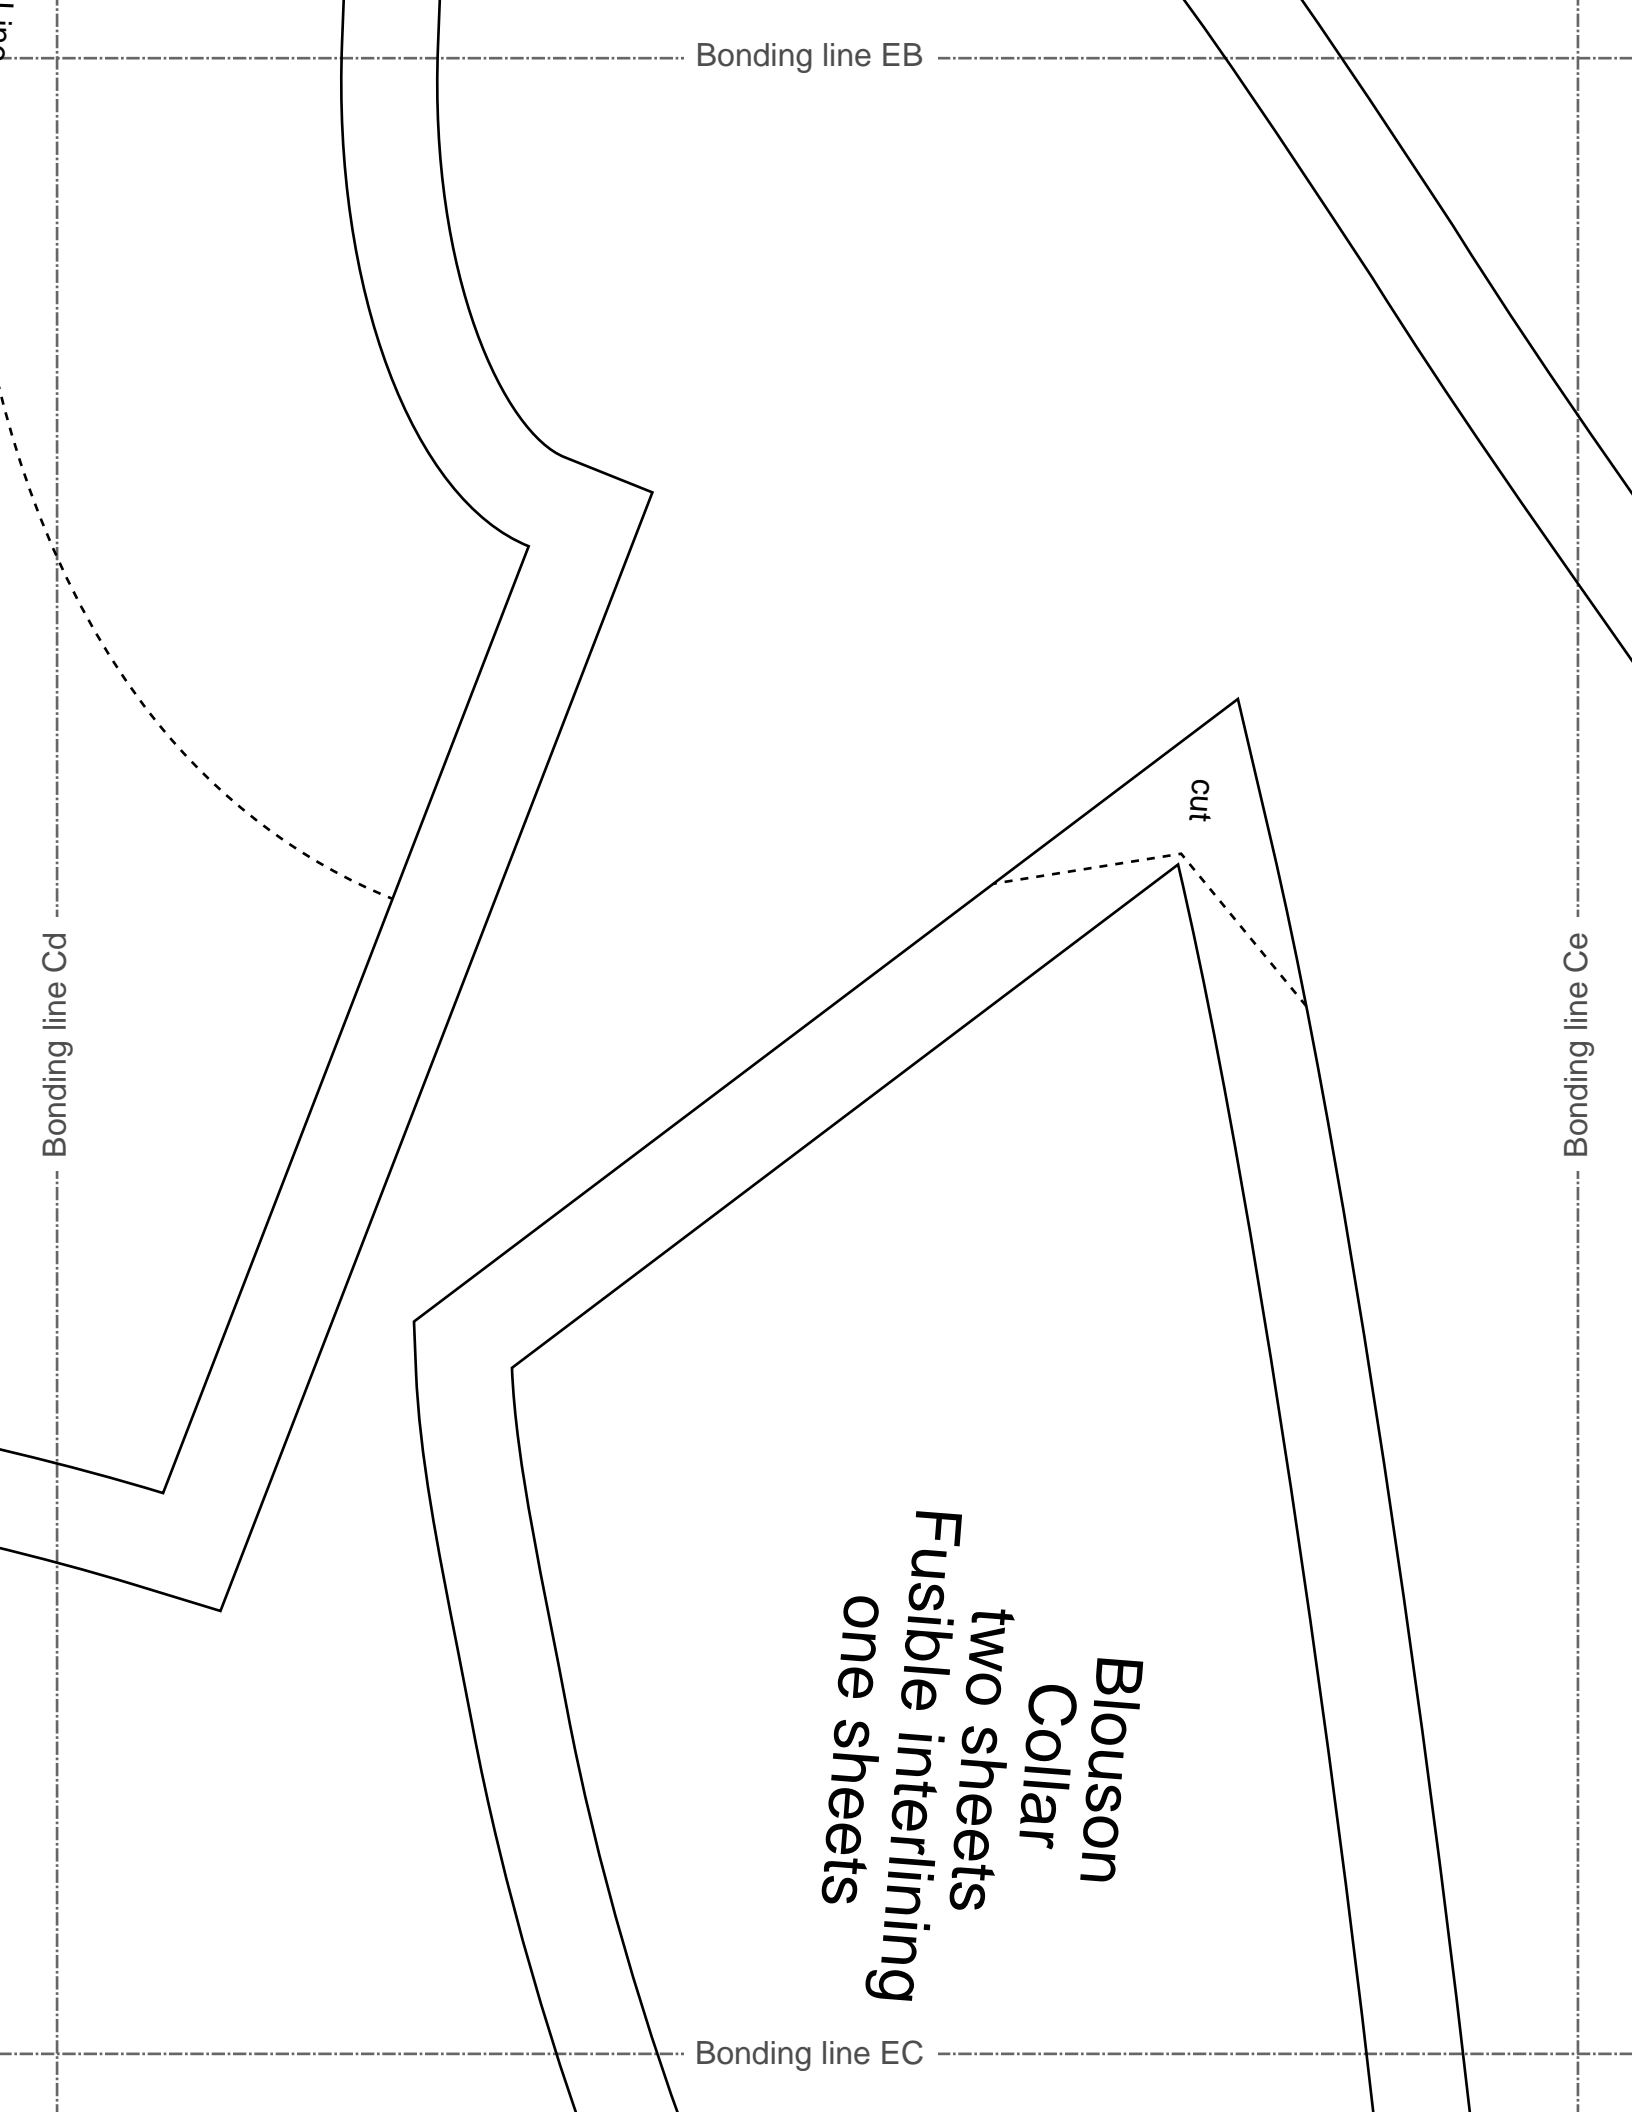 Bonding line EB
cut
Bonding line Cd
Bonding line Ce
Blouson
Collar
two sheets
Fusible interlining
one sheets
Bonding line EC